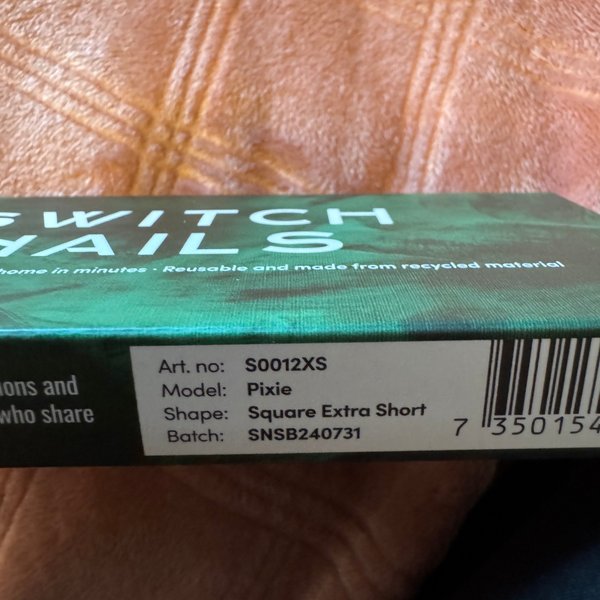 SWITCH
NAILS
home in minutes · Reusable and made from recycled material
ions and
who share
Art. no: S0012XS
Model: Pixie
Shape: Square Extra Short
Batch: SNSB240731
7 350154